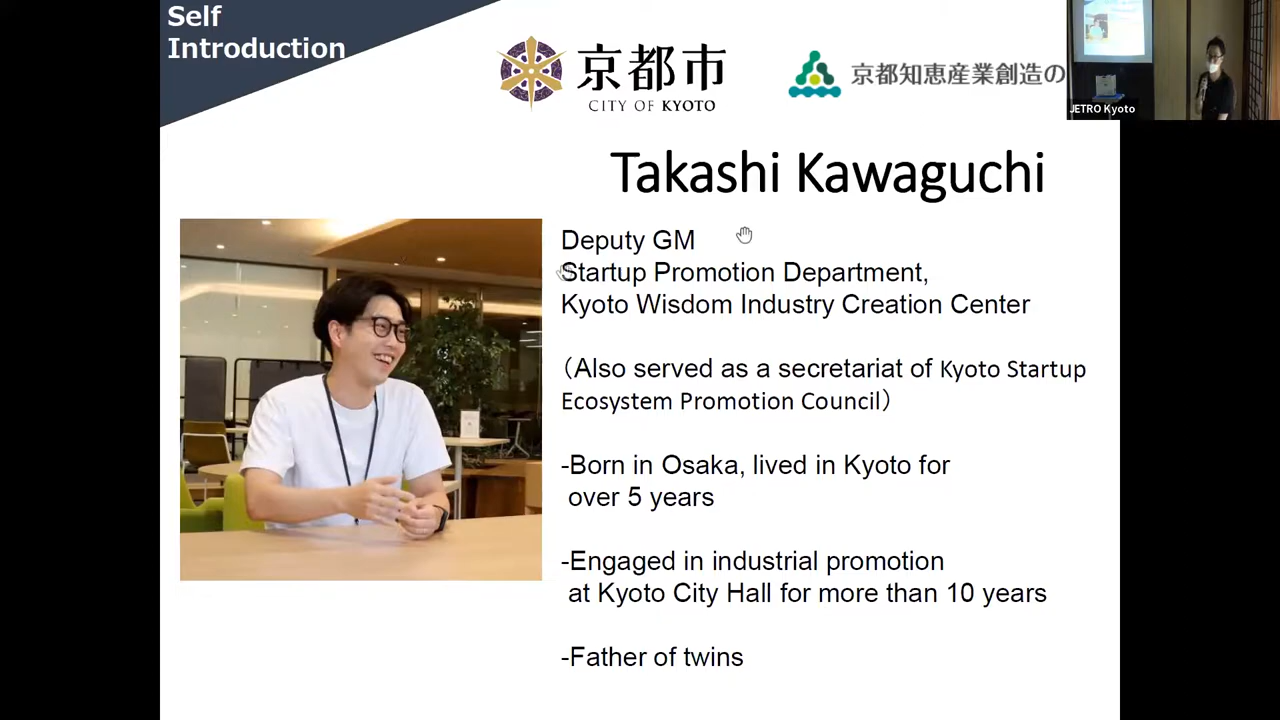 Self
Introduction
京都市
CITY OF KYOTO
京都知恵産業創造の
JETRO Kyoto
Takashi Kawaguchi
Deputy GM
Startup Promotion Department,
Kyoto Wisdom Industry Creation Center
（Also served as a secretariat of Kyoto Startup
Ecosystem Promotion Council）
-Born in Osaka, lived in Kyoto for
over 5 years
-Engaged in industrial promotion
at Kyoto City Hall for more than 10 years
-Father of twins